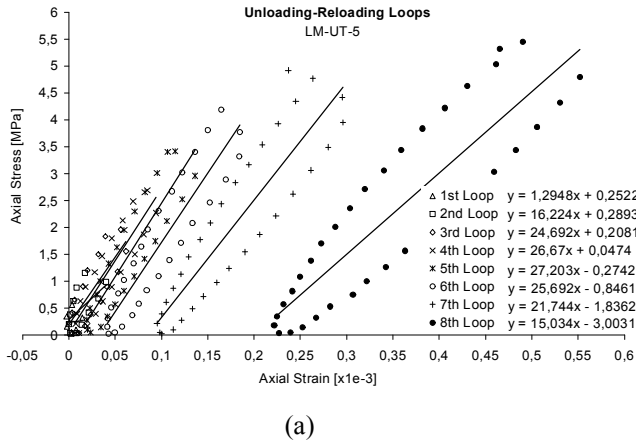 Unloading-Reloading Loops
LM-UT-5
Axial Stress [MPa]
6
5,5
5
4,5
4
3,5
3
2,5
2
1,5
1
0,5
0
-0,05 0 0,05 0,1 0,15 0,2 0,25 0,3 0,35 0,4 0,45 0,5 0,55 0,6
Axial Strain [x1e-3]
1st Loop y = 1,2948x + 0,2522
2nd Loop y = 16,224x + 0,2893
3rd Loop y = 24,692x + 0,2081
4th Loop y = 26,67x + 0,0474
5th Loop y = 27,203x - 0,2742
6th Loop y = 25,692x - 0,8461
7th Loop y = 21,744x - 1,8362
8th Loop y = 15,034x - 3,0031
(a)